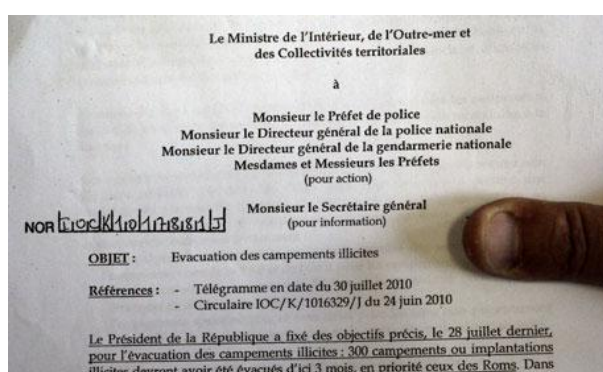 Le Ministre de l'Intérieur, de l'Outre-mer et
des Collectivités territoriales
à
Monsieur le Préfet de police
Monsieur le Directeur général de la police nationale
Monsieur le Directeur général de la gendarmerie nationale
Mesdames et Messieurs les Préfets
(pour action)
Monsieur le Secrétaire général
(pour information)
NOR IOCK1017881J
OBJET : Evacuation des campements illicites
Références : - Télégramme en date du 30 juillet 2010
- Circulaire IOC/K/1016329/J du 24 juin 2010
Le Président de la République a fixé des objectifs précis, le 28 juillet dernier,
pour l'évacuation des campements illicites : 300 campements ou implantations
illicites devront avoir été évacués d'ici 3 mois, en priorité ceux des Roms. Dans